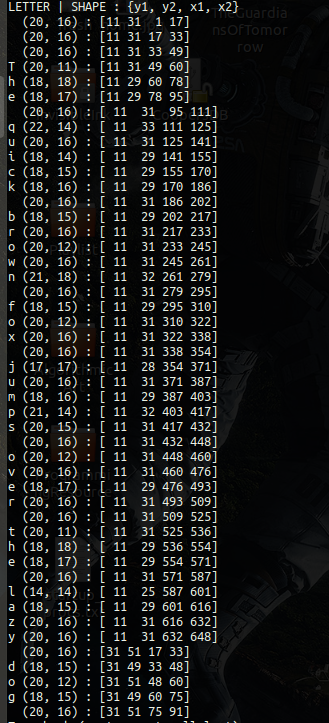 LETTER | SHAPE : {y1, y2, x1, x2}
(20, 16) : [11 31 1 17]
(20, 16) : [11 31 17 33]
(20, 16) : [11 31 33 49]
T (20, 11) : [11 31 49 60]
h (18, 18) : [11 29 60 78]
e (18, 17) : [11 29 78 95]
(20, 16) : [ 11 31 95 111]
q (22, 14) : [ 11 33 111 125]
u (20, 16) : [ 11 31 125 141]
i (18, 14) : [ 11 29 141 155]
c (18, 15) : [ 11 29 155 170]
k (18, 16) : [ 11 29 170 186]
(20, 16) : [ 11 31 186 202]
b (18, 15) : [ 11 29 202 217]
r (20, 16) : [ 11 31 217 233]
o (20, 12) : [ 11 31 233 245]
w (20, 16) : [ 11 31 245 261]
n (21, 18) : [ 11 32 261 279]
(20, 16) : [ 11 31 279 295]
f (18, 15) : [ 11 29 295 310]
o (20, 12) : [ 11 31 310 322]
x (20, 16) : [ 11 31 322 338]
(20, 16) : [ 11 31 338 354]
j (17, 17) : [ 11 28 354 371]
u (20, 16) : [ 11 31 371 387]
m (18, 16) : [ 11 29 387 403]
p (21, 14) : [ 11 32 403 417]
s (20, 15) : [ 11 31 417 432]
(20, 16) : [ 11 31 432 448]
o (20, 12) : [ 11 31 448 460]
v (20, 16) : [ 11 31 460 476]
e (18, 17) : [ 11 29 476 493]
r (20, 16) : [ 11 31 493 509]
(20, 16) : [ 11 31 509 525]
t (20, 11) : [ 11 31 525 536]
h (18, 18) : [ 11 29 536 554]
e (18, 17) : [ 11 29 554 571]
(20, 16) : [ 11 31 571 587]
l (14, 14) : [ 11 25 587 601]
a (18, 15) : [ 11 29 601 616]
z (20, 16) : [ 11 31 616 632]
y (20, 16) : [ 11 31 632 648]
(20, 16) : [31 51 17 33]
d (18, 15) : [31 49 33 48]
o (20, 12) : [31 51 48 60]
g (18, 15) : [31 49 60 75]
(20, 16) : [31 51 75 91]
TheGuardia
nsOfTomor
row